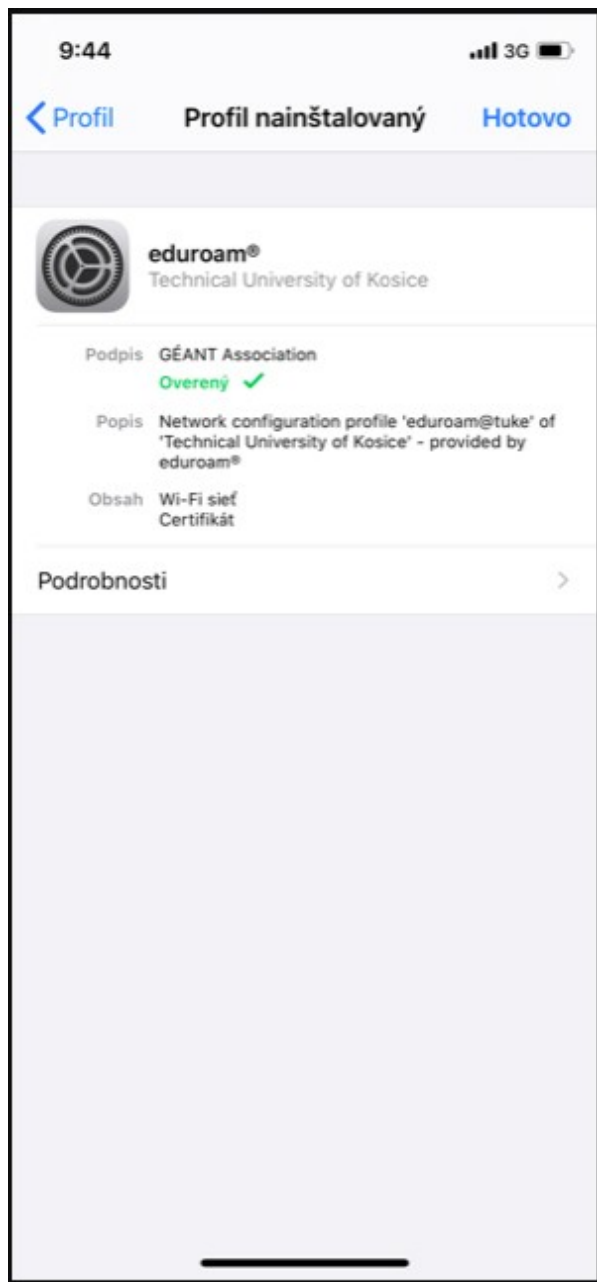 9:44
3G
Profil
Profil nainštalovaný
Hotovo
eduroam®
Technical University of Kosice
Podpis
GÉANT Association
Overený
Popis
Network configuration profile 'eduroam@tuke' of
'Technical University of Kosice' - provided by
eduroam®
Obsah
Wi-Fi sieť
Certifikát
Podrobnosti